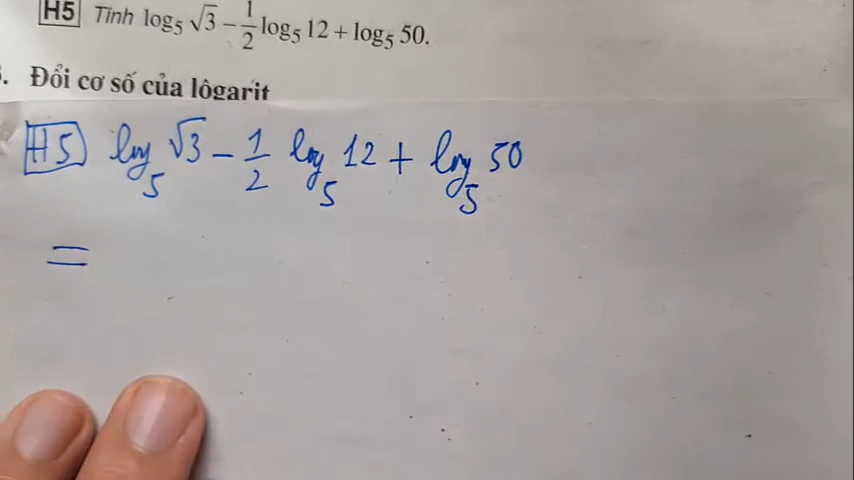 H5 Tính log₅√3 − 1/2 log₅ 12 + log₅ 50.
. Đổi cơ số của lôgarit
H5) log₅ √3 − 1/2 log₅ 12 + log₅ 50
=